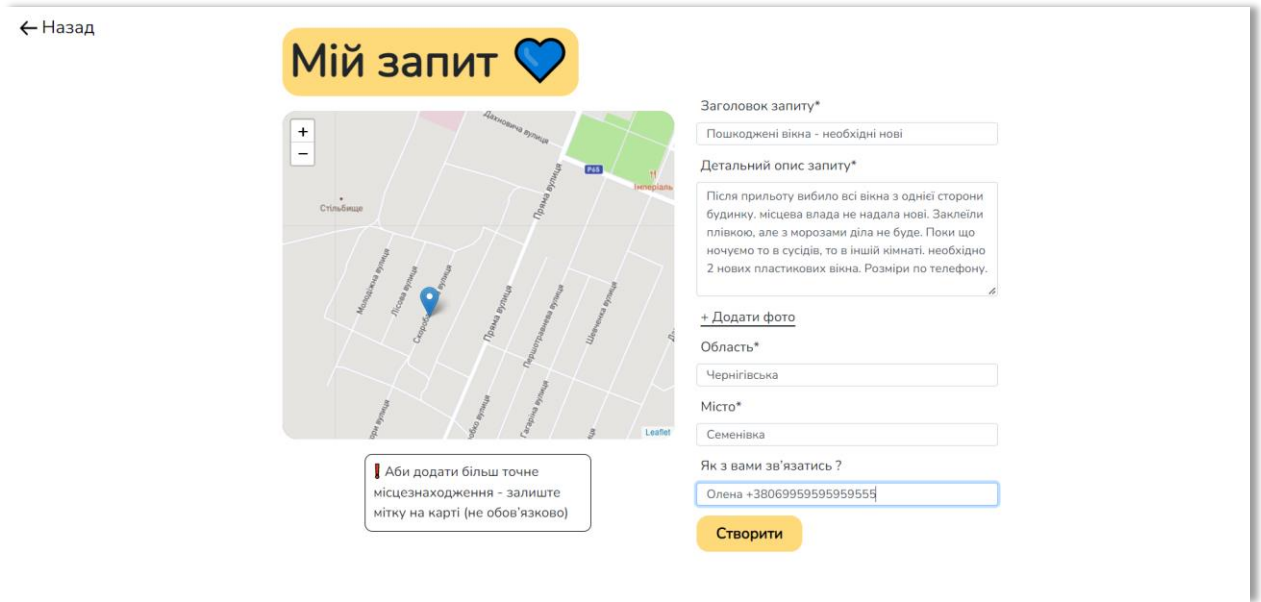 ← Назад
Мій запит 💙
+
−
Дахновича вулиця
Р65
Імперіаль
Стільбище
Пряма вулиця
Молодіжна вулиця
Лісова вулиця
вулиця
Пряма вулиця
Першотравнева вулиця
Шевченка вулиця
Гагаріна вулиця
вулиця
Leaflet
❗ Аби додати більш точне
місцезнаходження - залиште
мітку на карті (не обов'язково)
Заголовок запиту*
Пошкоджені вікна - необхідні нові
Детальний опис запиту*
Після прильоту вибило всі вікна з однієї сторони
будинку. місцева влада не надала нові. Заклеїли
плівкою, але з морозами діла не буде. Поки що
ночуємо то в сусідів, то в іншій кімнаті. необхідно
2 нових пластикових вікна. Розміри по телефону.
+ Додати фото
Область*
Чернігівська
Місто*
Семенівка
Як з вами зв'язатись ?
Олена +38069959595959555
Створити